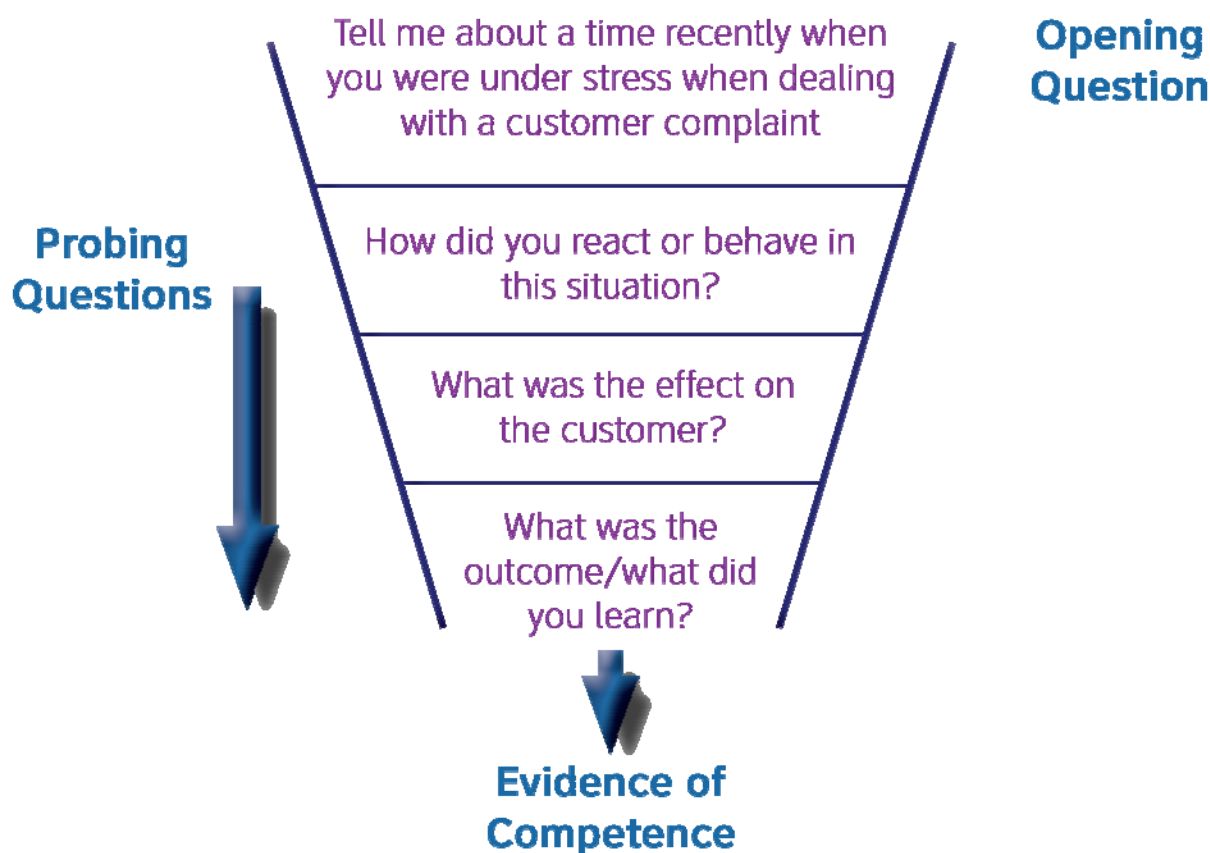 Tell me about a time recently when
you were under stress when dealing
with a customer complaint
Opening
Question
Probing
Questions
How did you react or behave in
this situation?
What was the effect on
the customer?
What was the
outcome/what did
you learn?
Evidence of
Competence